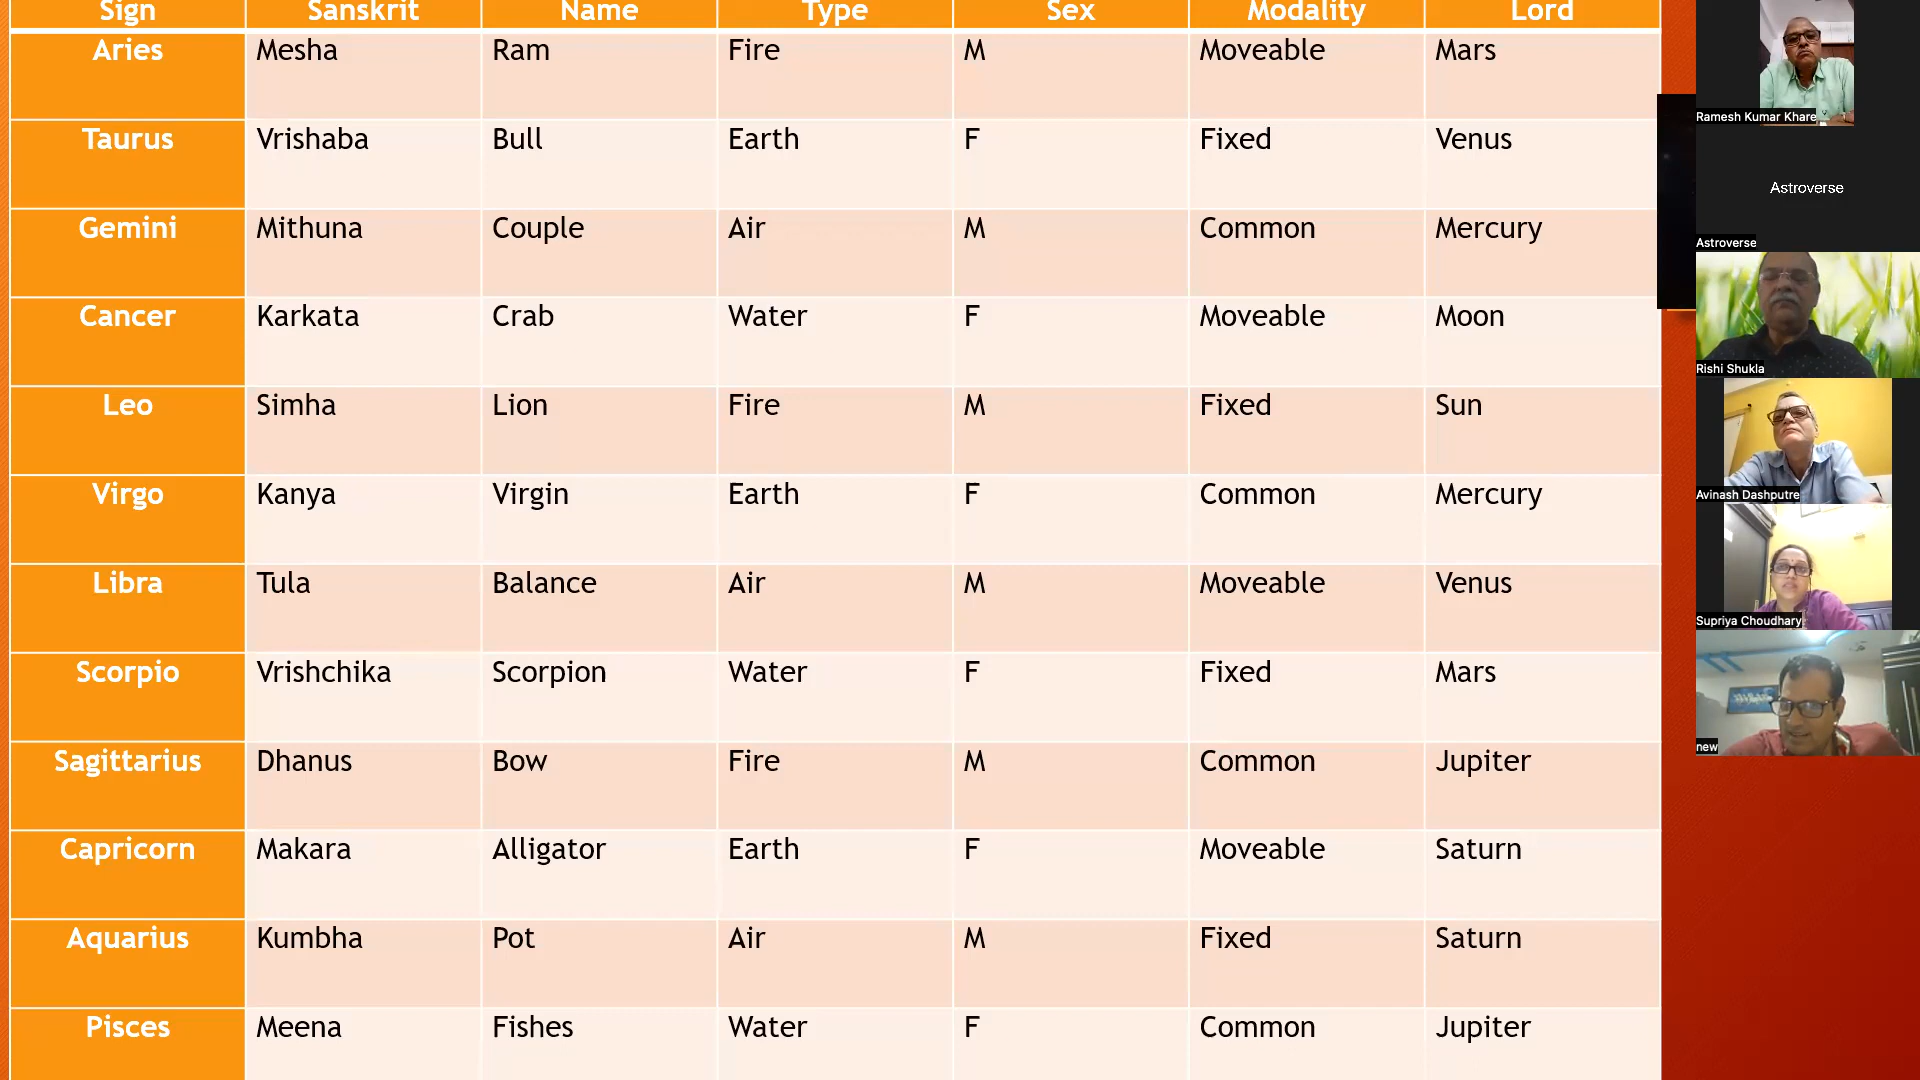 Sign Sanskrit Name Type Sex Modality Lord
Aries Mesha Ram Fire M Moveable Mars
Taurus Vrishaba Bull Earth F Fixed Venus
Gemini Mithuna Couple Air M Common Mercury
Cancer Karkata Crab Water F Moveable Moon
Leo Simha Lion Fire M Fixed Sun
Virgo Kanya Virgin Earth F Common Mercury
Libra Tula Balance Air M Moveable Venus
Scorpio Vrishchika Scorpion Water F Fixed Mars
Sagittarius Dhanus Bow Fire M Common Jupiter
Capricorn Makara Alligator Earth F Moveable Saturn
Aquarius Kumbha Pot Air M Fixed Saturn
Pisces Meena Fishes Water F Common Jupiter
Ramesh Kumar Khare
Astroverse
Astroverse
Rishi Shukla
Avinash Dashputre
Supriya Choudhary
new